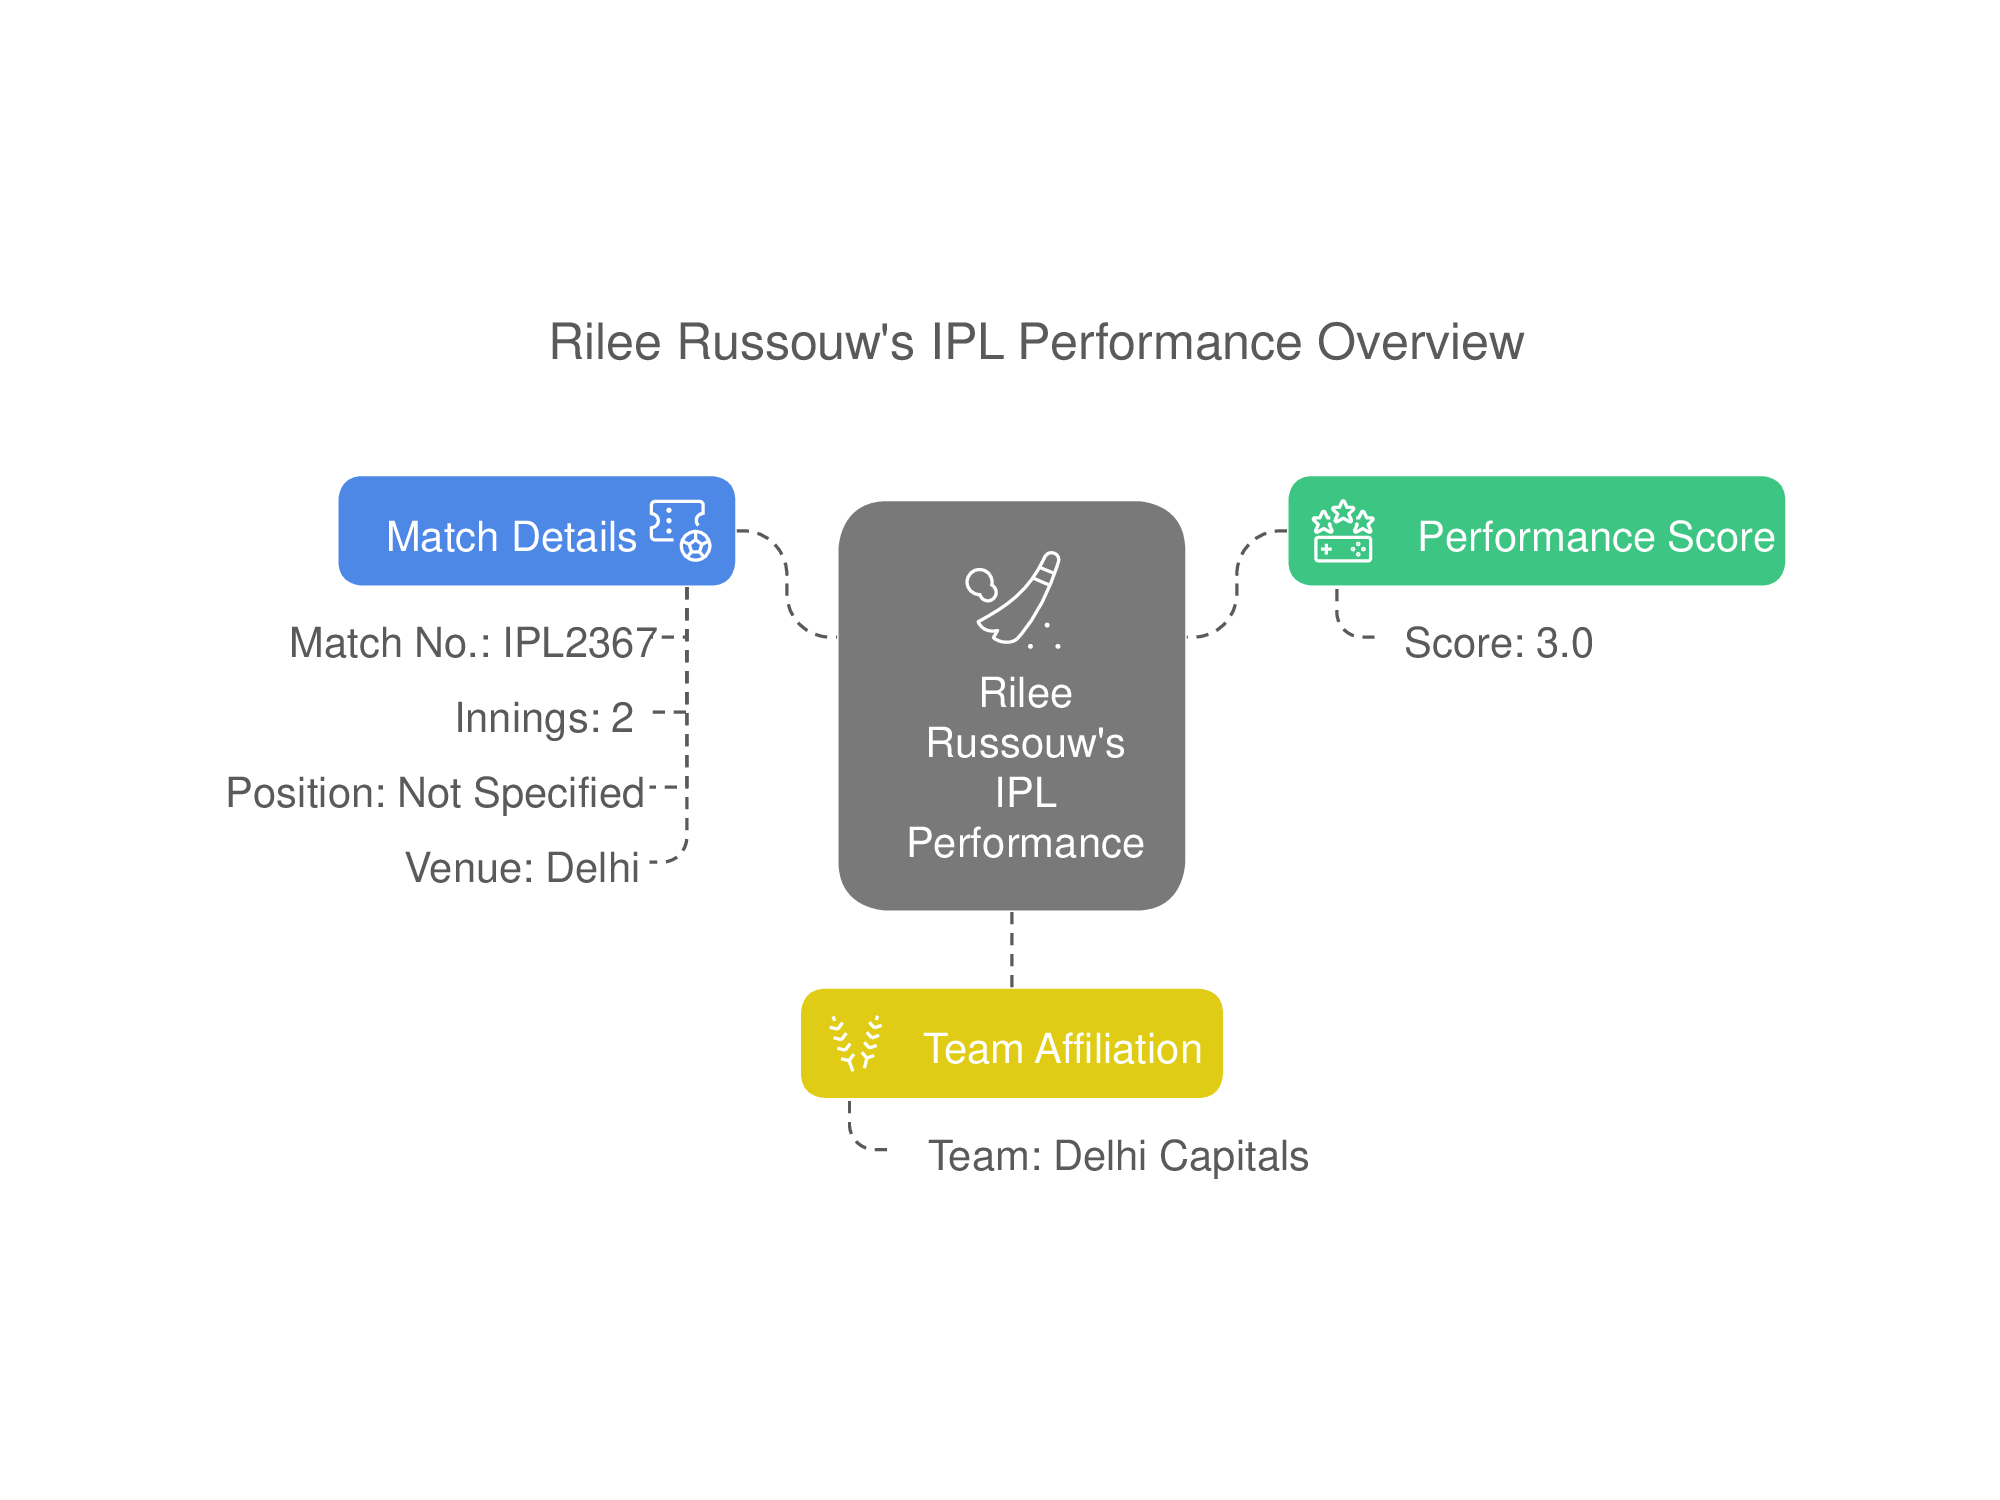 Rilee Russouw's IPL Performance Overview
Match Details
Match No.: IPL2367
Innings: 2
Position: Not Specified
Venue: Delhi
Rilee
Russouw's
IPL
Performance
Performance Score
Score: 3.0
Team Affiliation
Team: Delhi Capitals